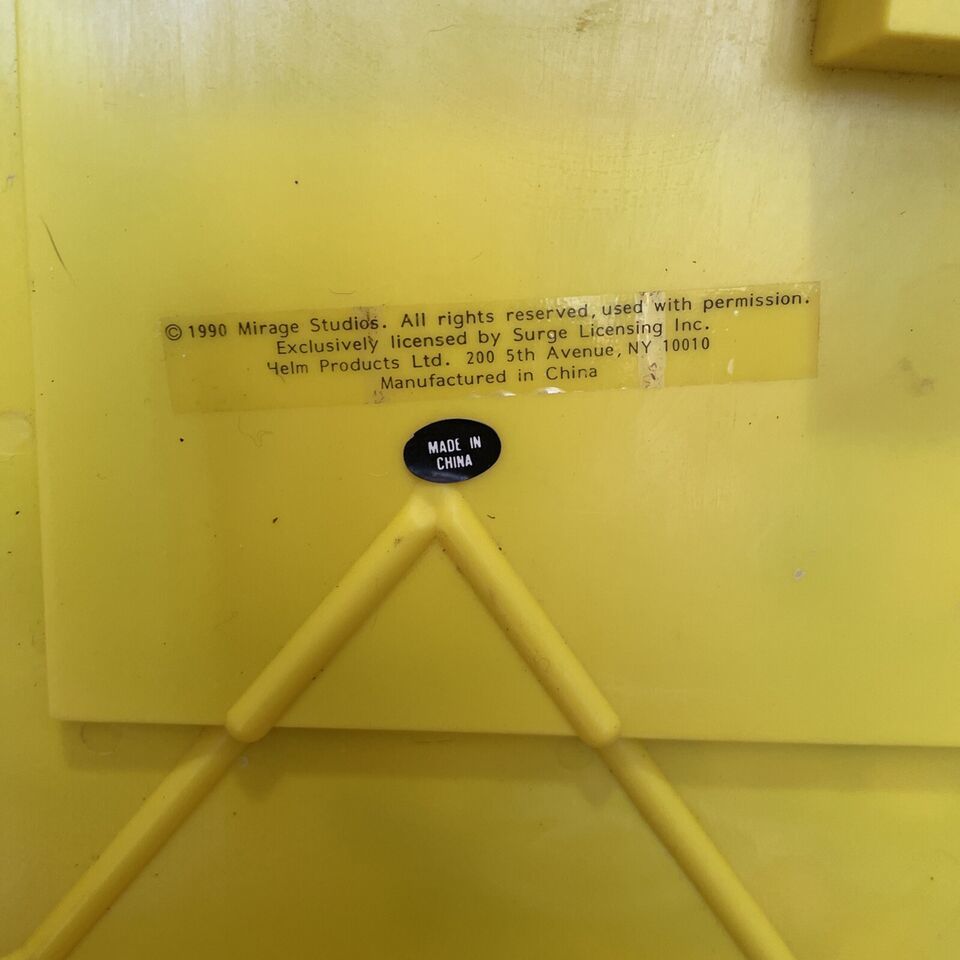 © 1990 Mirage Studios. All rights reserved, used with permission.
Exclusively licensed by Surge Licensing Inc.
Helm Products Ltd. 200 5th Avenue, NY 10010
Manufactured in China
MADE IN
CHINA